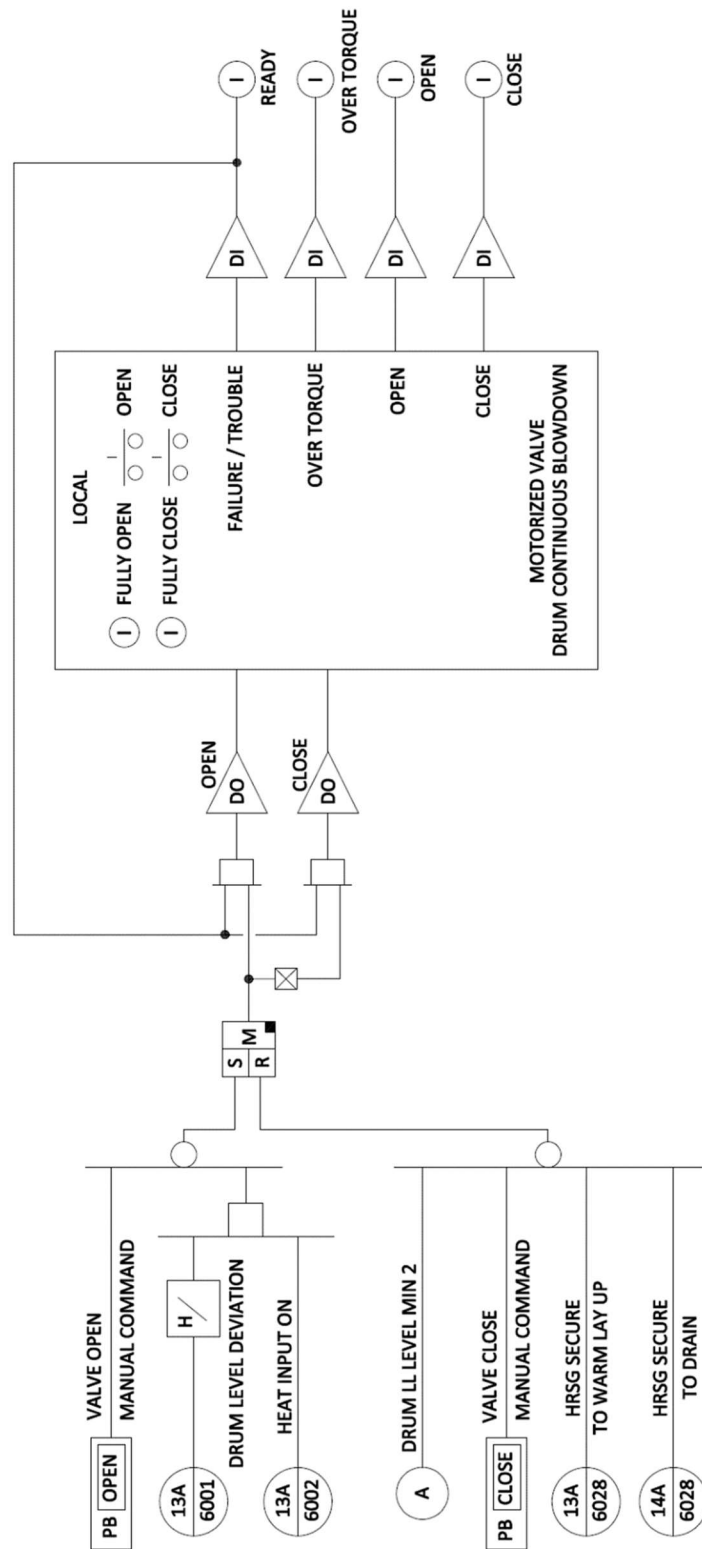 PB OPEN
VALVE OPEN
MANUAL COMMAND
13A
6001
H/
DRUM LEVEL DEVIATION
13A
6002
HEAT INPUT ON
A
DRUM LL LEVEL MIN 2
PB CLOSE
VALVE CLOSE
MANUAL COMMAND
13A
6028
HRSG SECURE
TO WARM LAY UP
14A
6028
HRSG SECURE
TO DRAIN
S
R
M
OPEN
DO
CLOSE
DO
LOCAL
I FULLY OPEN I OPEN
I FULLY CLOSE I CLOSE
FAILURE / TROUBLE
OVER TORQUE
OPEN
CLOSE
MOTORIZED VALVE
DRUM CONTINUOUS BLOWDOWN
DI
I
READY
DI
I
OVER TORQUE
DI
I
OPEN
DI
I
CLOSE